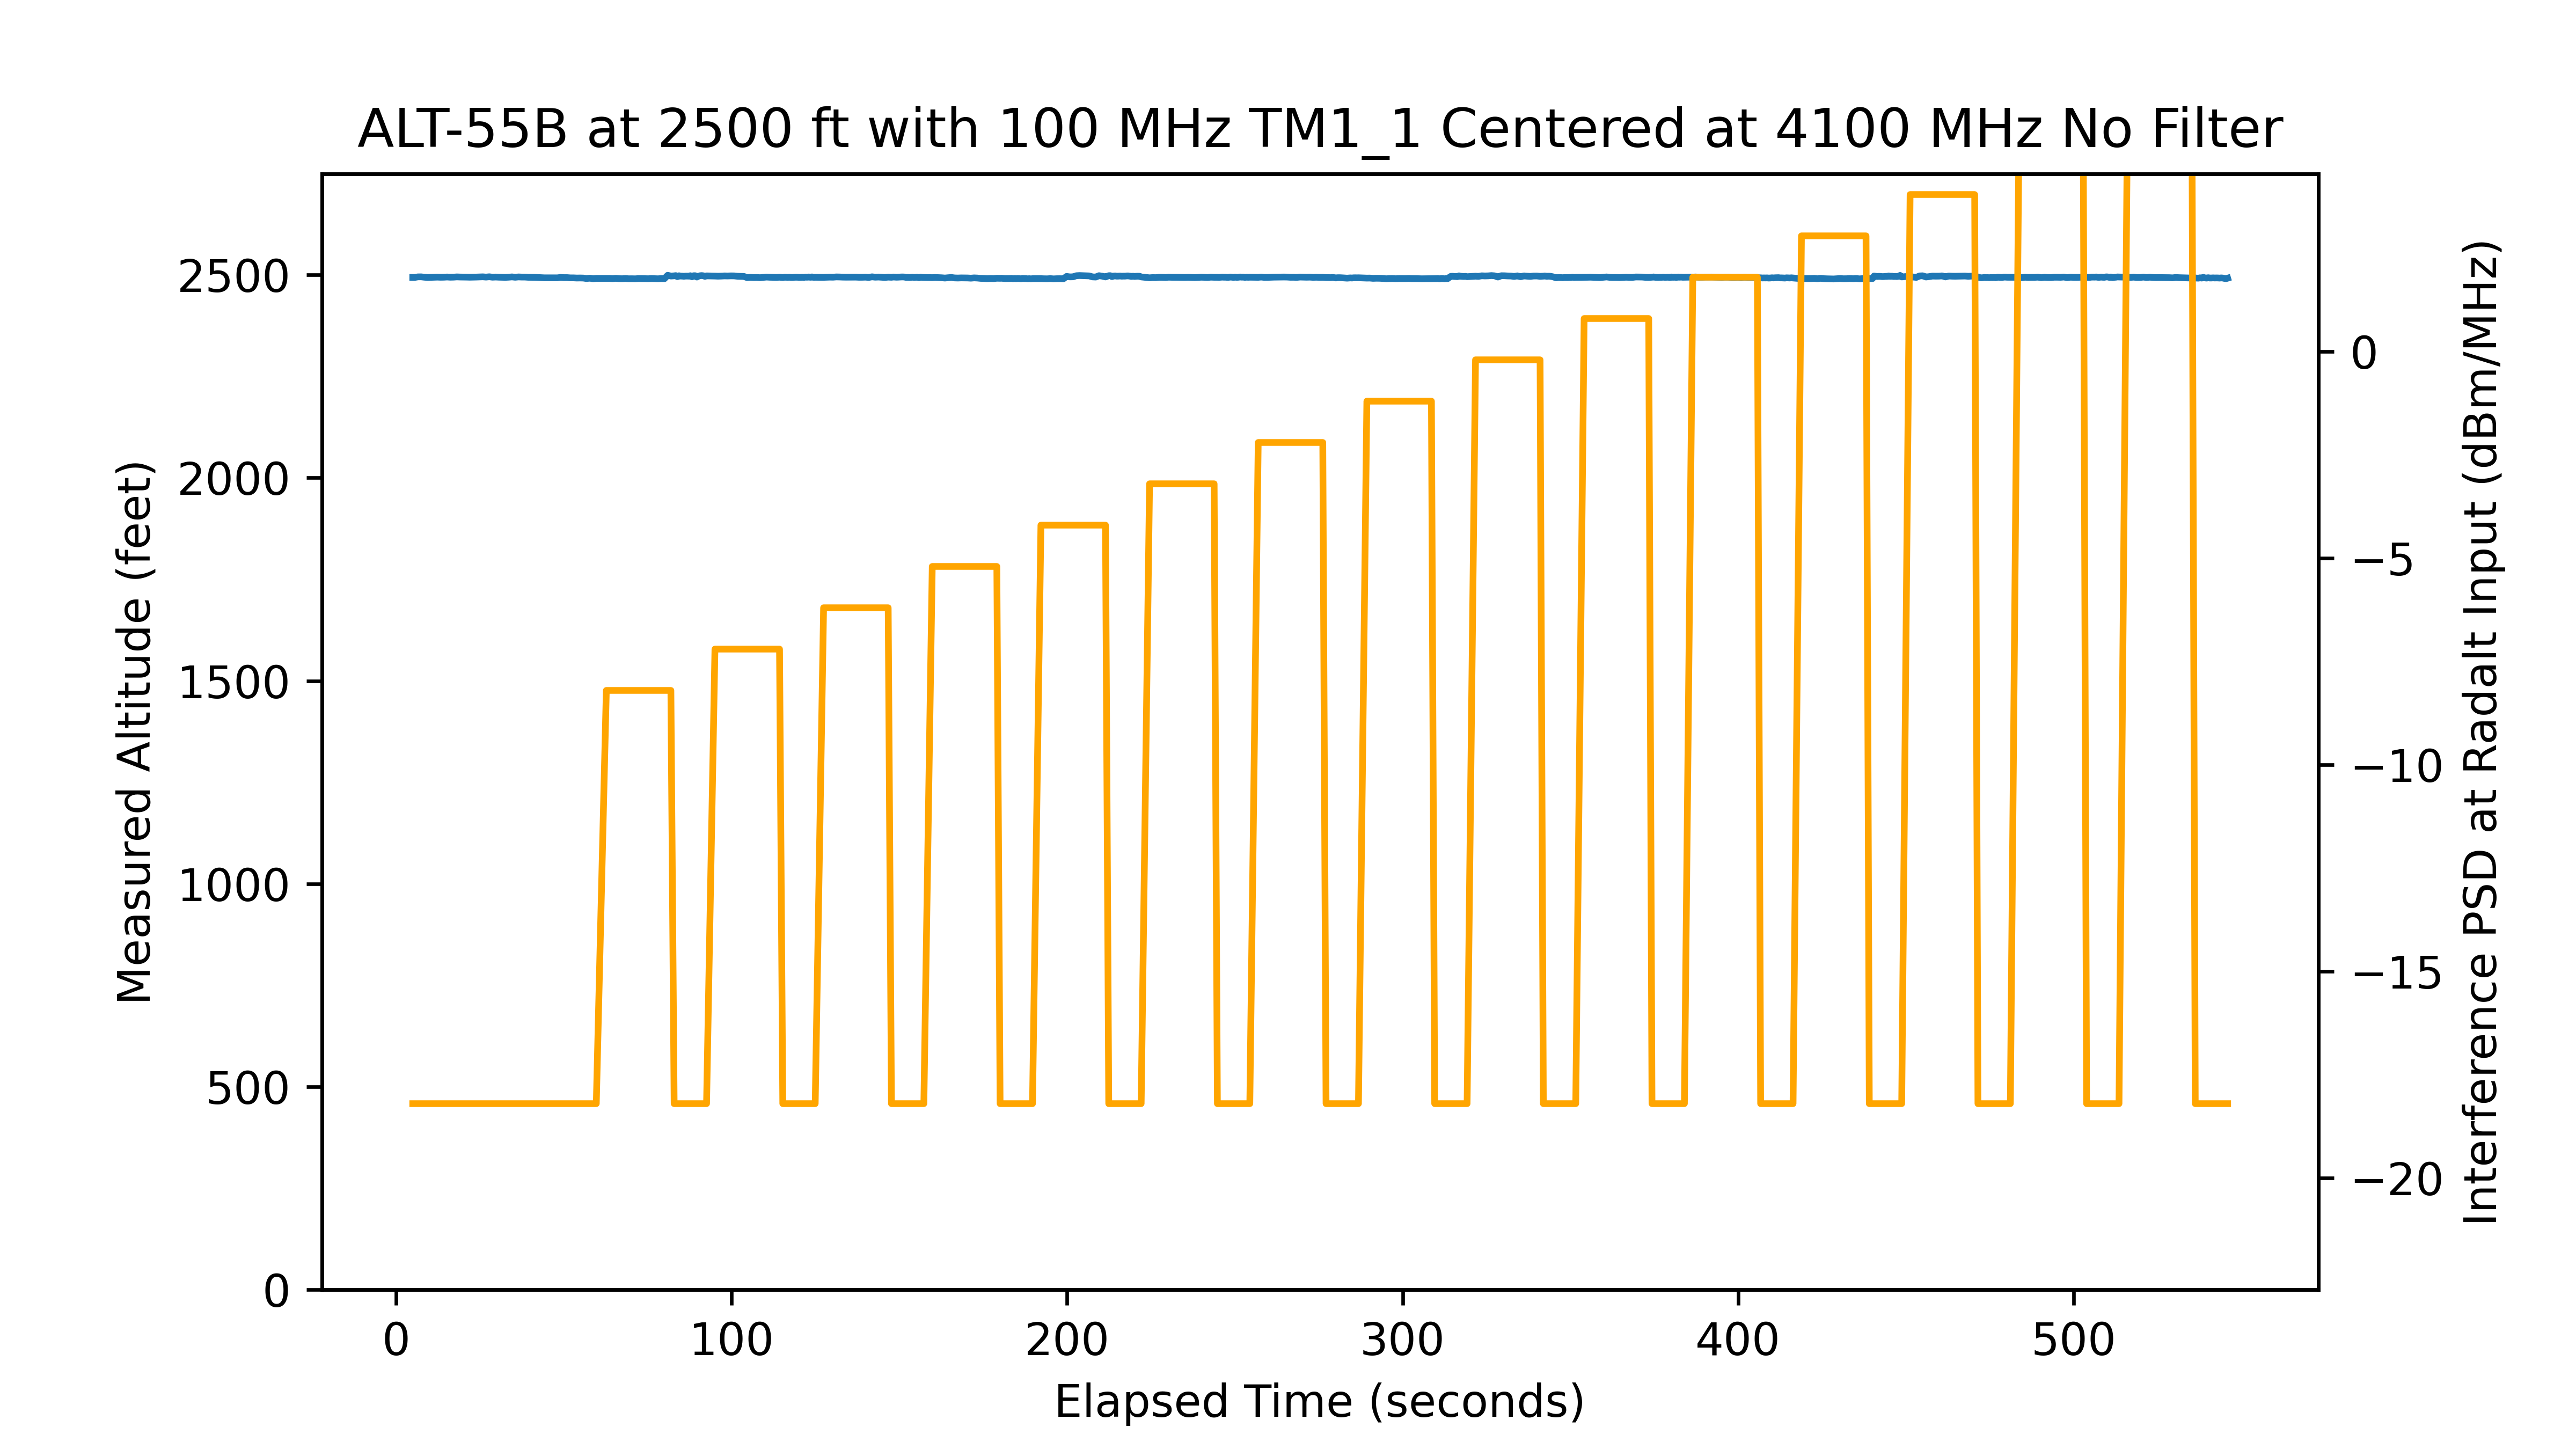 ALT-55B at 2500 ft with 100 MHz TM1_1 Centered at 4100 MHz No Filter
Measured Altitude (feet)
2500
2000
1500
1000
500
0
0
−5
−10
−15
−20
Interference PSD at Radalt Input (dBm/MHz)
0 100 200 300 400 500
Elapsed Time (seconds)